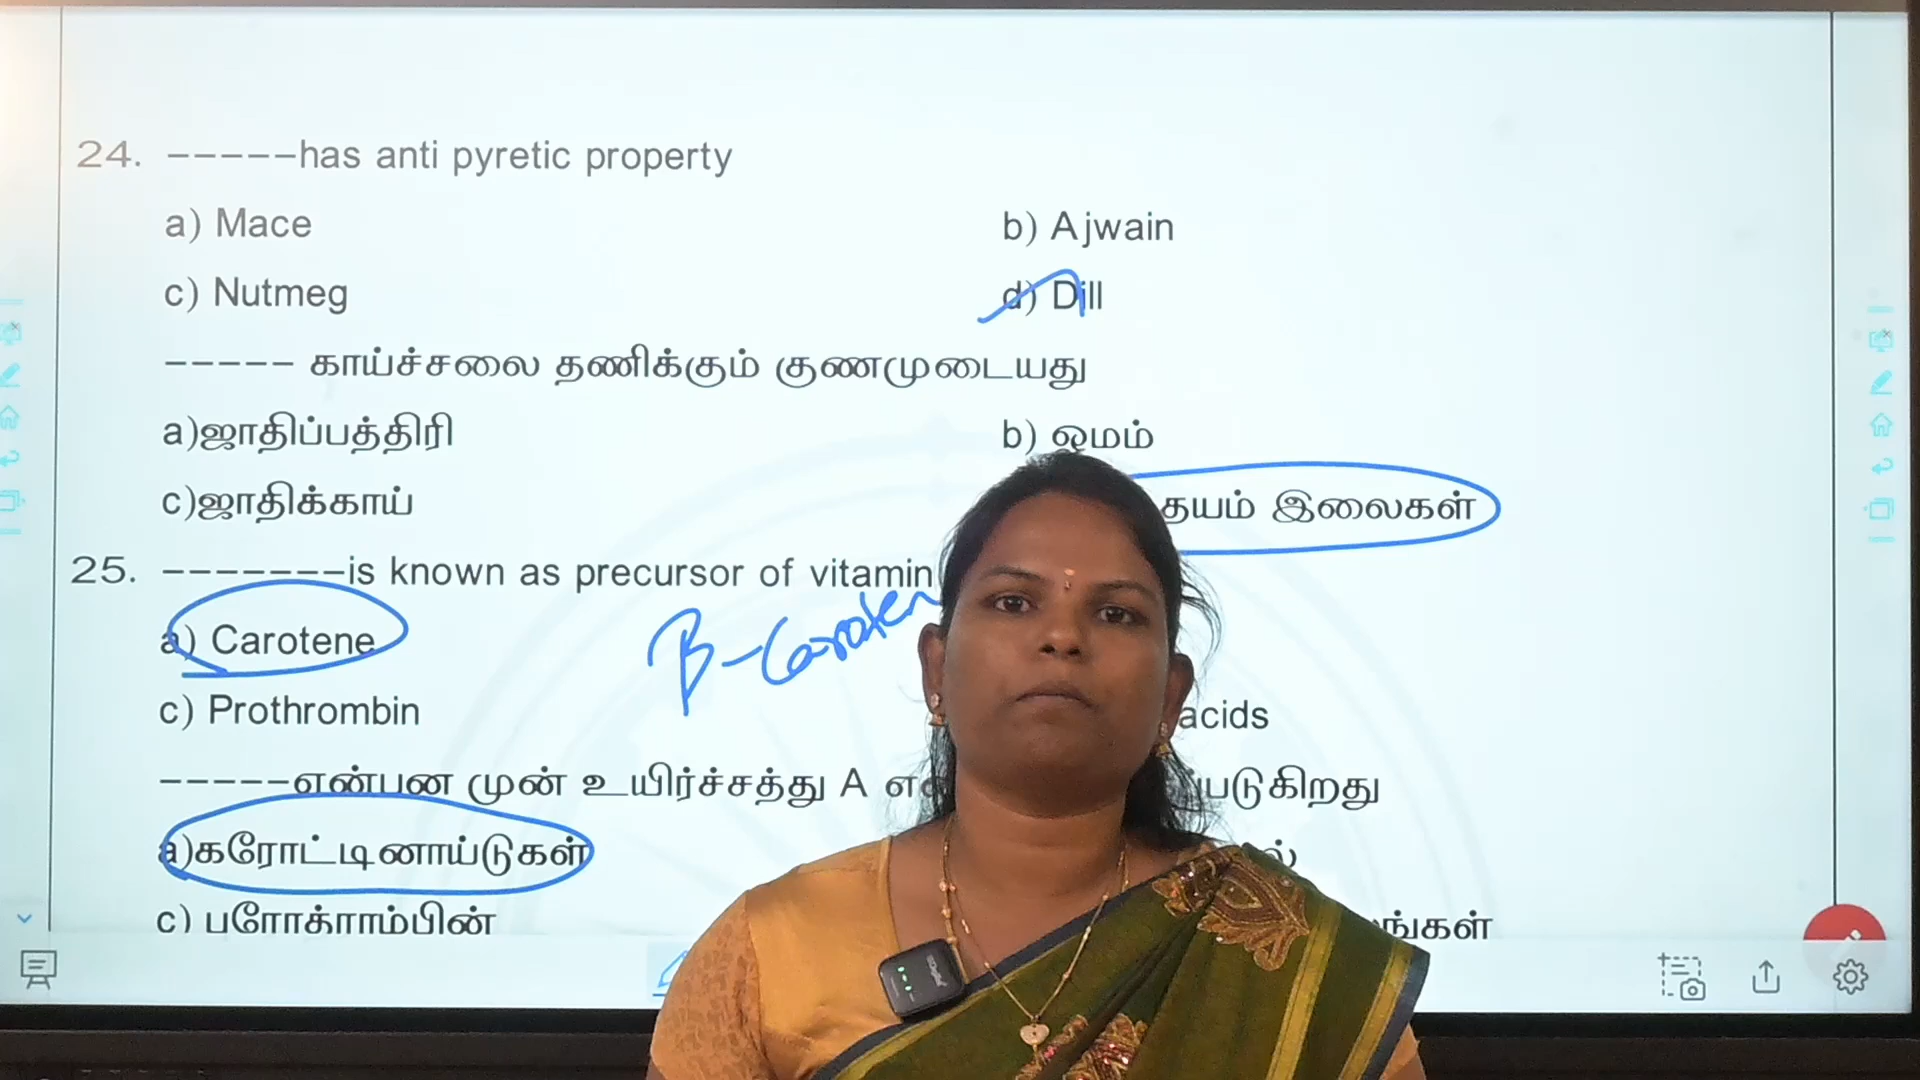 24. -----has anti pyretic property
a) Mace b) Ajwain
c) Nutmeg d) Dill
----- காய்ச்சலை தணிக்கும் குணமுடையது
a)ஜாதிப்பத்திரி b) ஓமம்
c)ஜாதிக்காய் தயம் இலைகள்
25. -------is known as precursor of vitamin
a) Carotene β-Caroten
c) Prothrombin acids
-----என்பன முன் உயிர்ச்சத்து A படுகிறது
a)கரோட்டினாய்டுகள்
c) புரோத்ராம்பின் ங்கள்